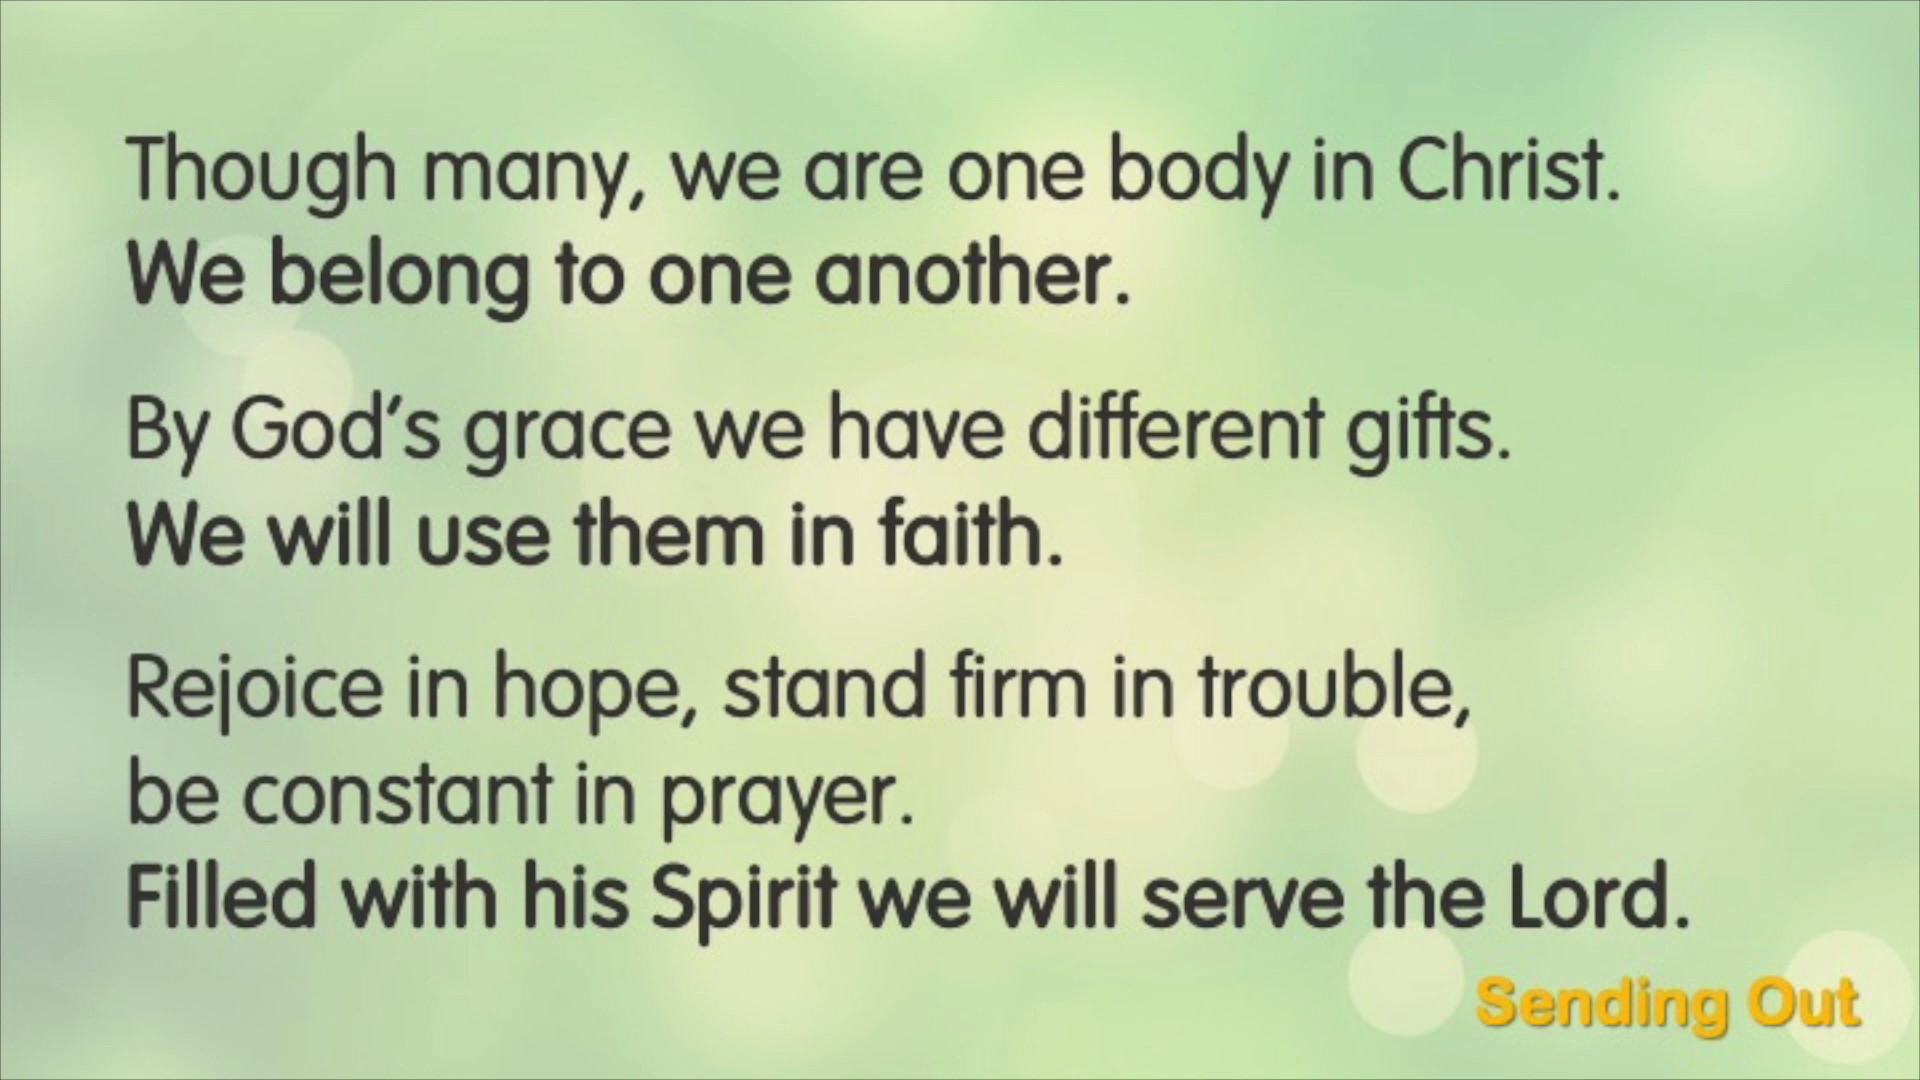 Though many, we are one body in Christ.
We belong to one another.
By God’s grace we have different gifts.
We will use them in faith.
Rejoice in hope, stand firm in trouble,
be constant in prayer.
Filled with his Spirit we will serve the Lord.
Sending Out